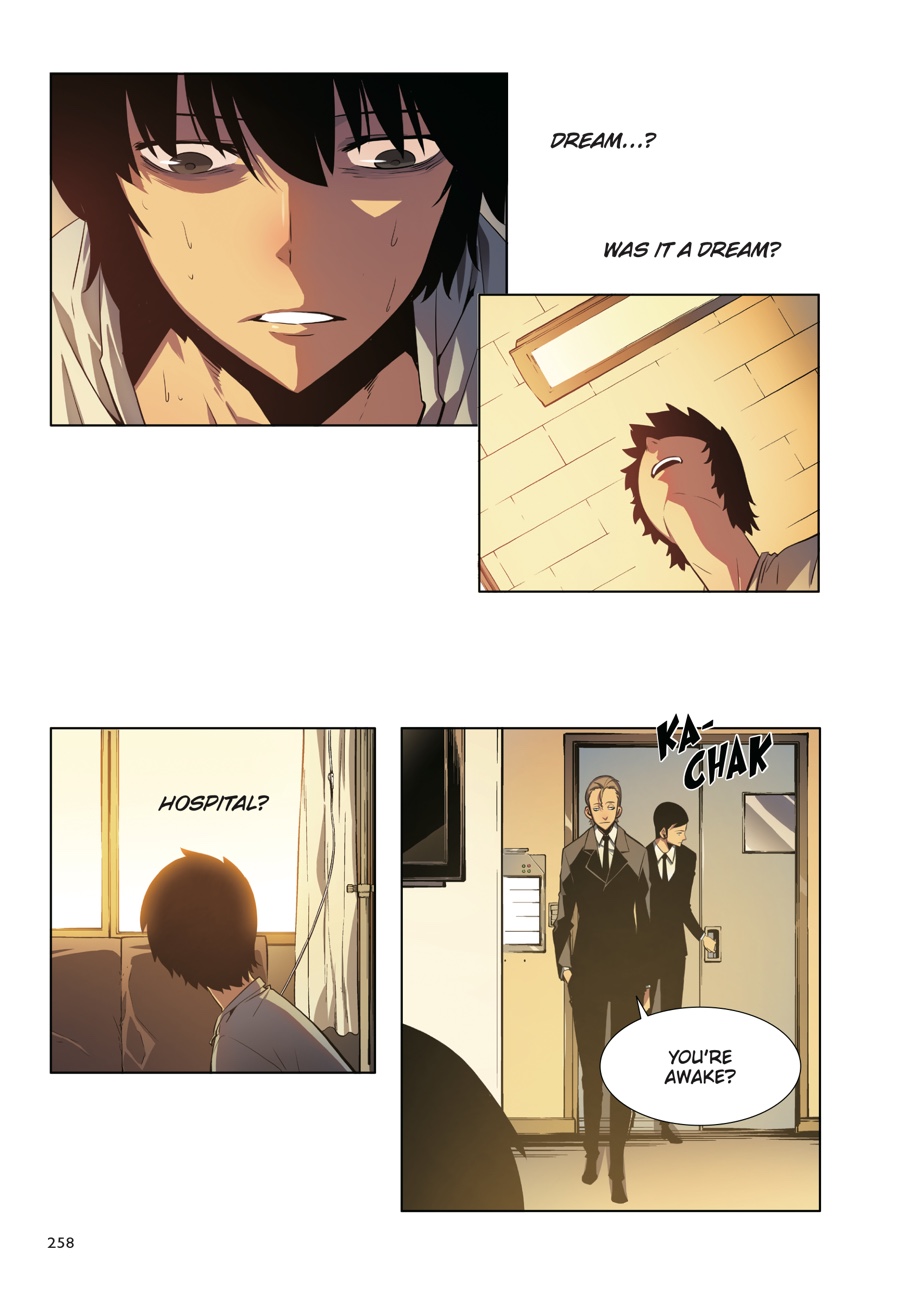 DREAM...?
WAS IT A DREAM?
HOSPITAL?
KA-
CHAK
YOU'RE
AWAKE?
258